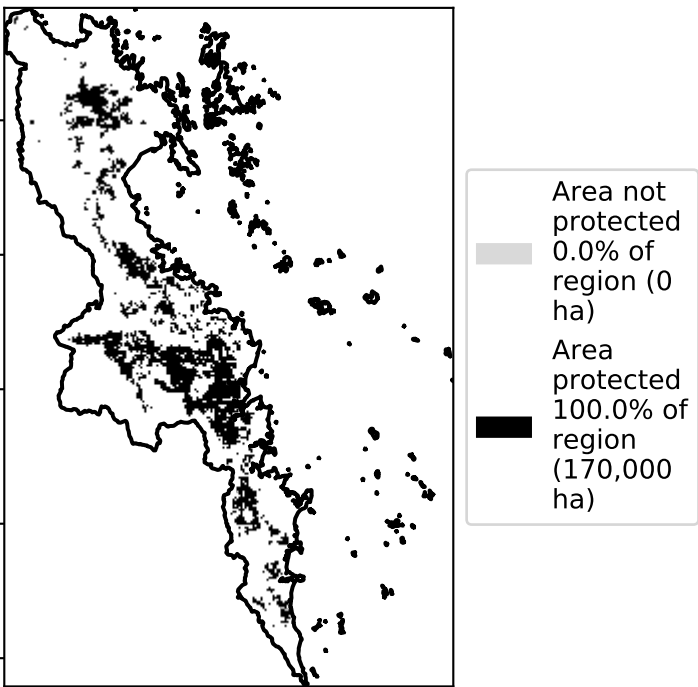 Area not
protected
0.0% of
region (0
ha)
Area
protected
100.0% of
region
(170,000
ha)